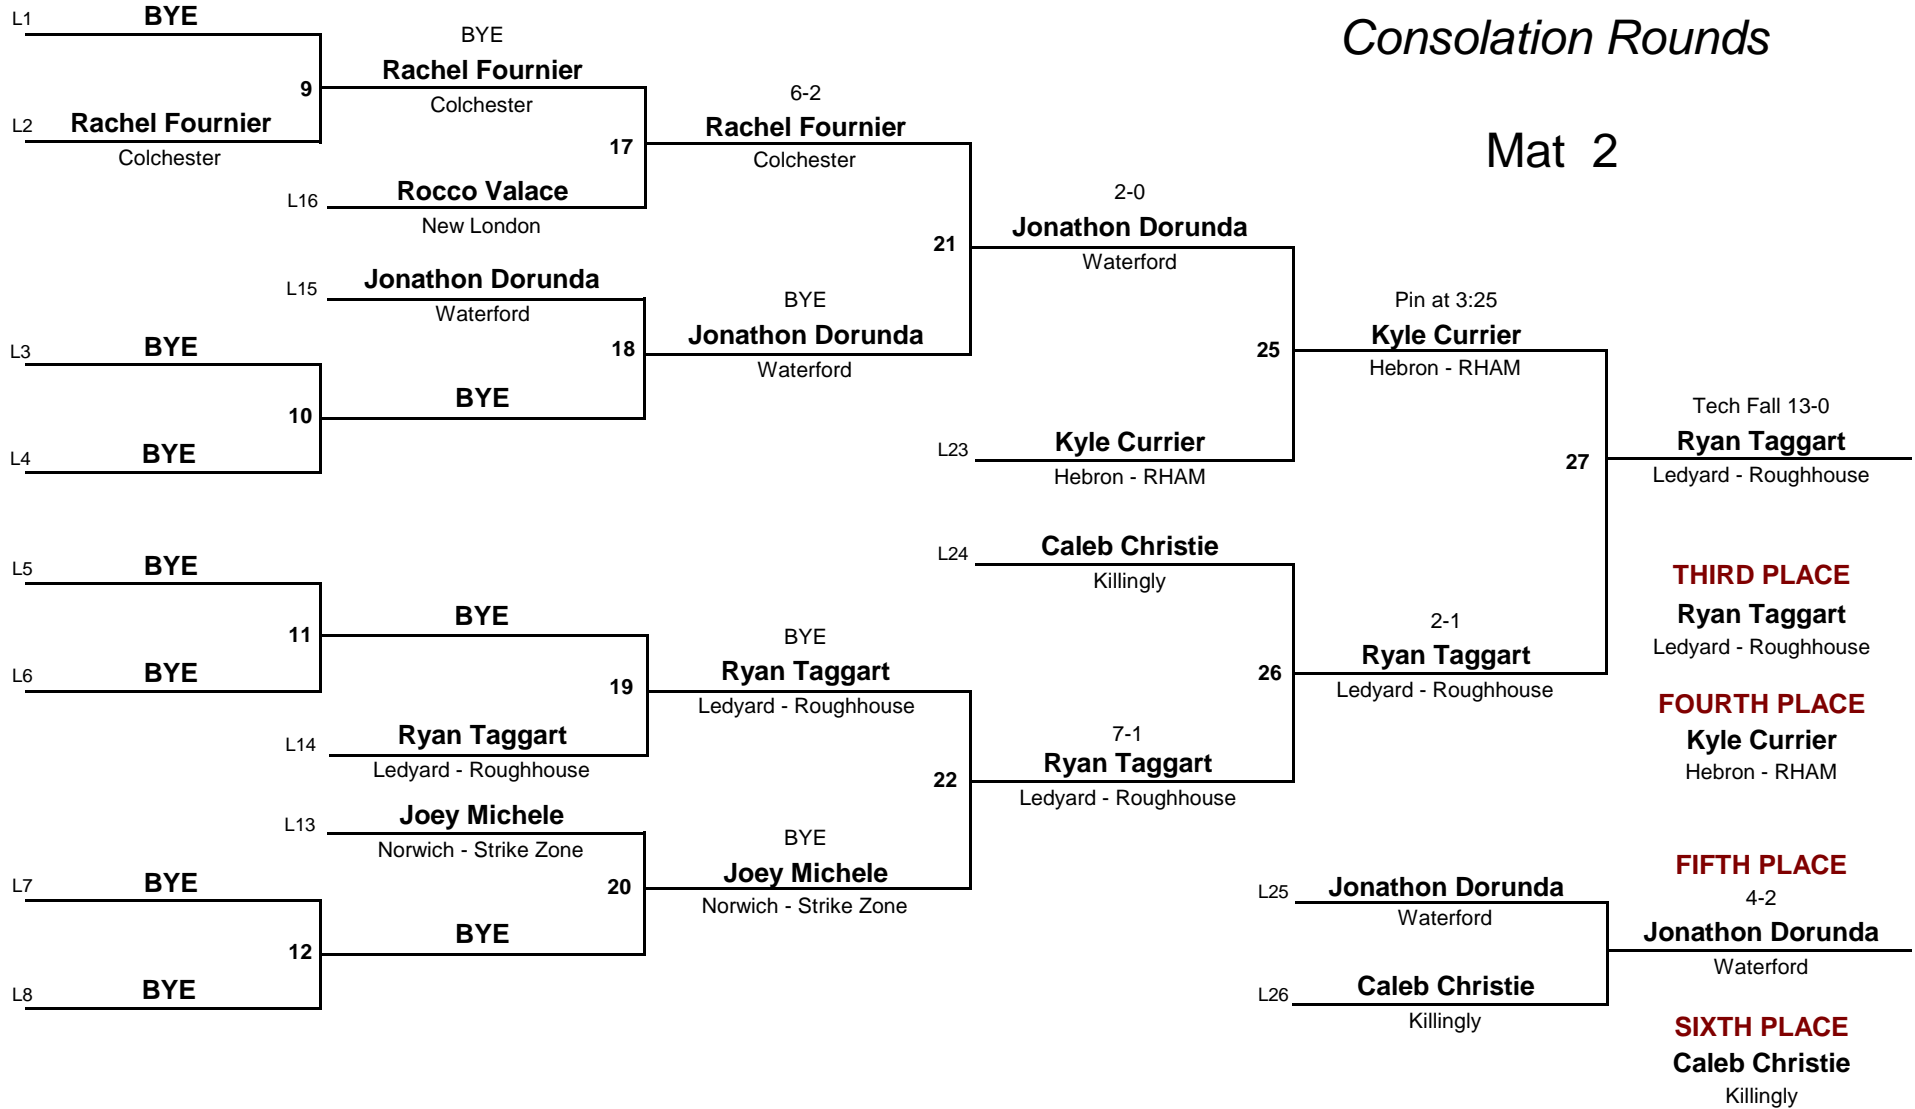 Consolation Rounds
Mat 2
L1 BYE
9
L2 Rachel Fournier
Colchester
BYE
Rachel Fournier
Colchester
17
L16 Rocco Valace
New London
6-2
Rachel Fournier
Colchester
21
L15 Jonathon Dorunda
Waterford
18
BYE
Jonathon Dorunda
Waterford
L3 BYE
10
L4 BYE
BYE
2-0
Jonathon Dorunda
Waterford
25
L23 Kyle Currier
Hebron - RHAM
Pin at 3:25
Kyle Currier
Hebron - RHAM
27
Tech Fall 13-0
Ryan Taggart
Ledyard - Roughhouse
L5 BYE
11
L6 BYE
BYE
19
L14 Ryan Taggart
Ledyard - Roughhouse
BYE
Ryan Taggart
Ledyard - Roughhouse
22
L13 Joey Michele
Norwich - Strike Zone
20
BYE
Joey Michele
Norwich - Strike Zone
L7 BYE
12
L8 BYE
BYE
L24 Caleb Christie
Killingly
26
7-1
Ryan Taggart
Ledyard - Roughhouse
2-1
Ryan Taggart
Ledyard - Roughhouse
THIRD PLACE
Ryan Taggart
Ledyard - Roughhouse
FOURTH PLACE
Kyle Currier
Hebron - RHAM
L25 Jonathon Dorunda
Waterford
L26 Caleb Christie
Killingly
FIFTH PLACE
4-2
Jonathon Dorunda
Waterford
SIXTH PLACE
Caleb Christie
Killingly